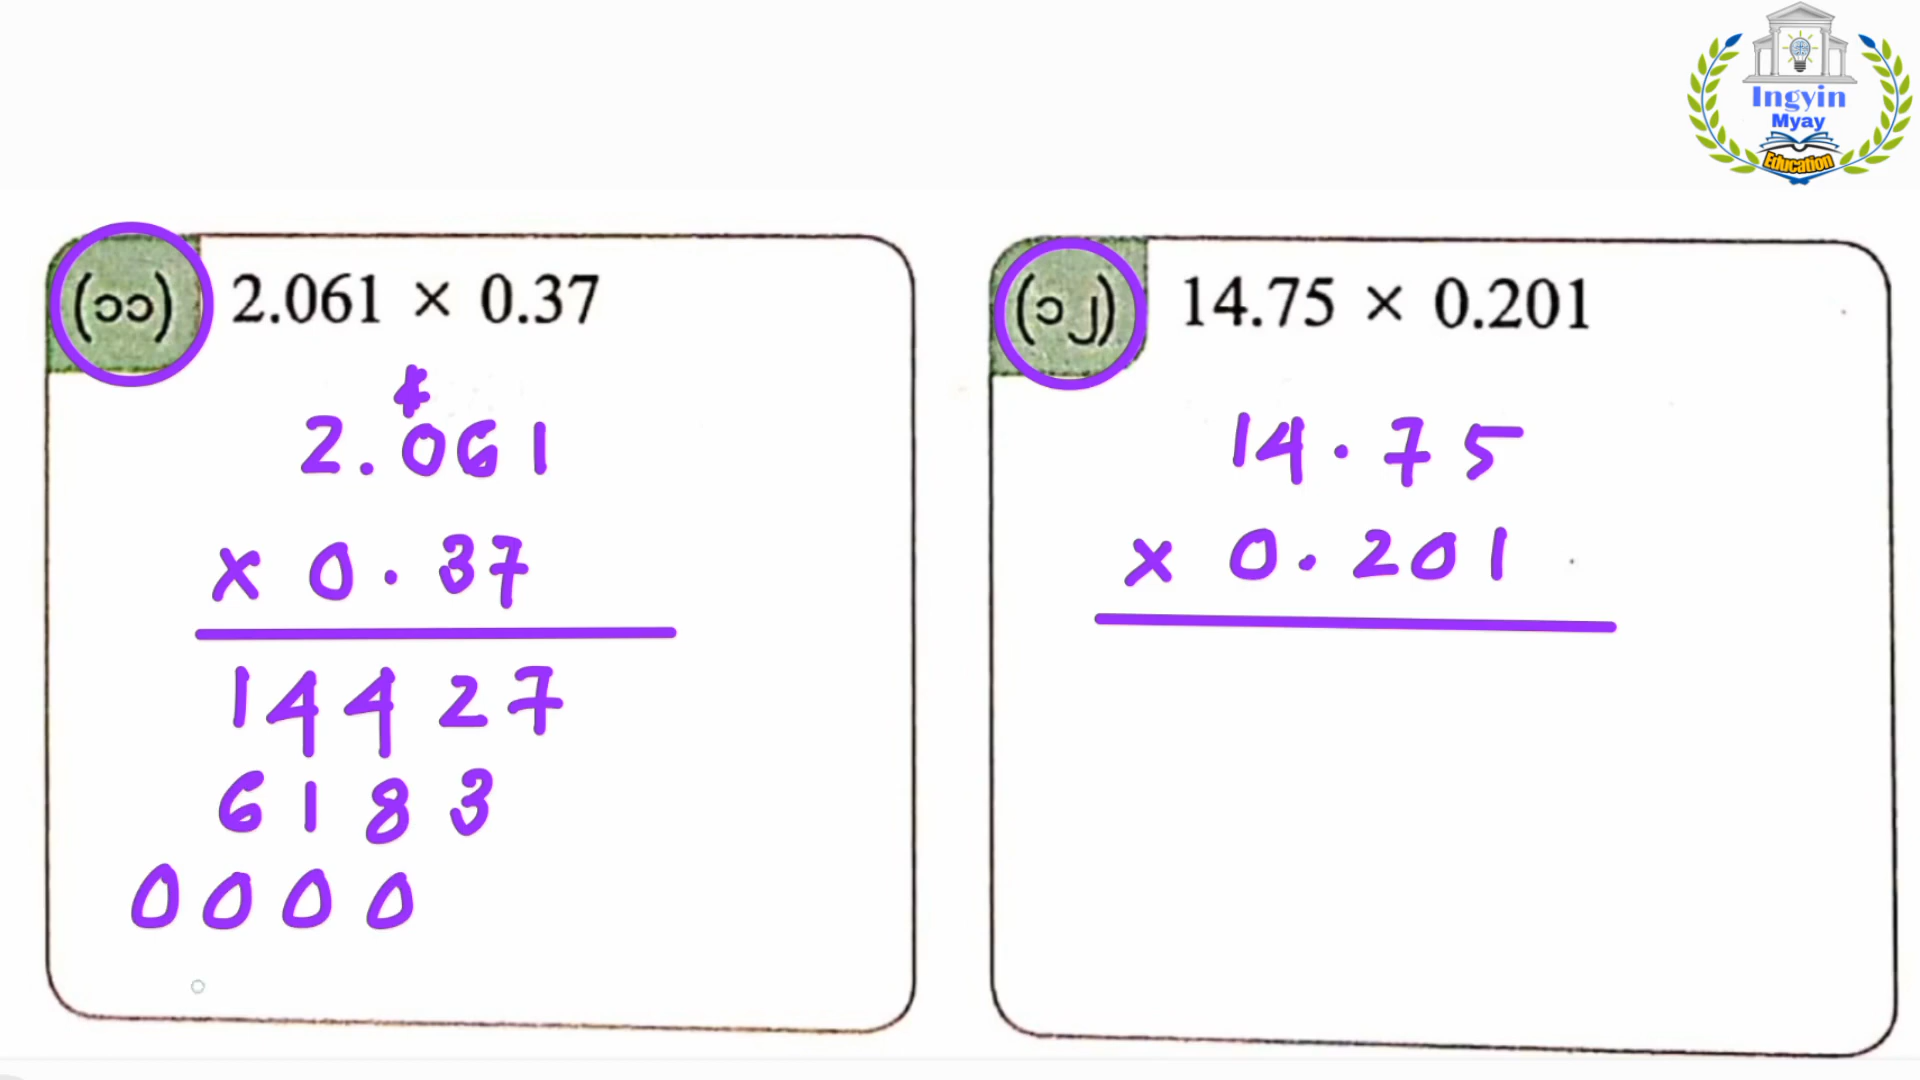 Ingyin
Myay
Education
(၁၁) 2.061 × 0.37
4
2.061
x 0.37
14427
6183
0000
(၁၂) 14.75 × 0.201
14.75
x 0.201